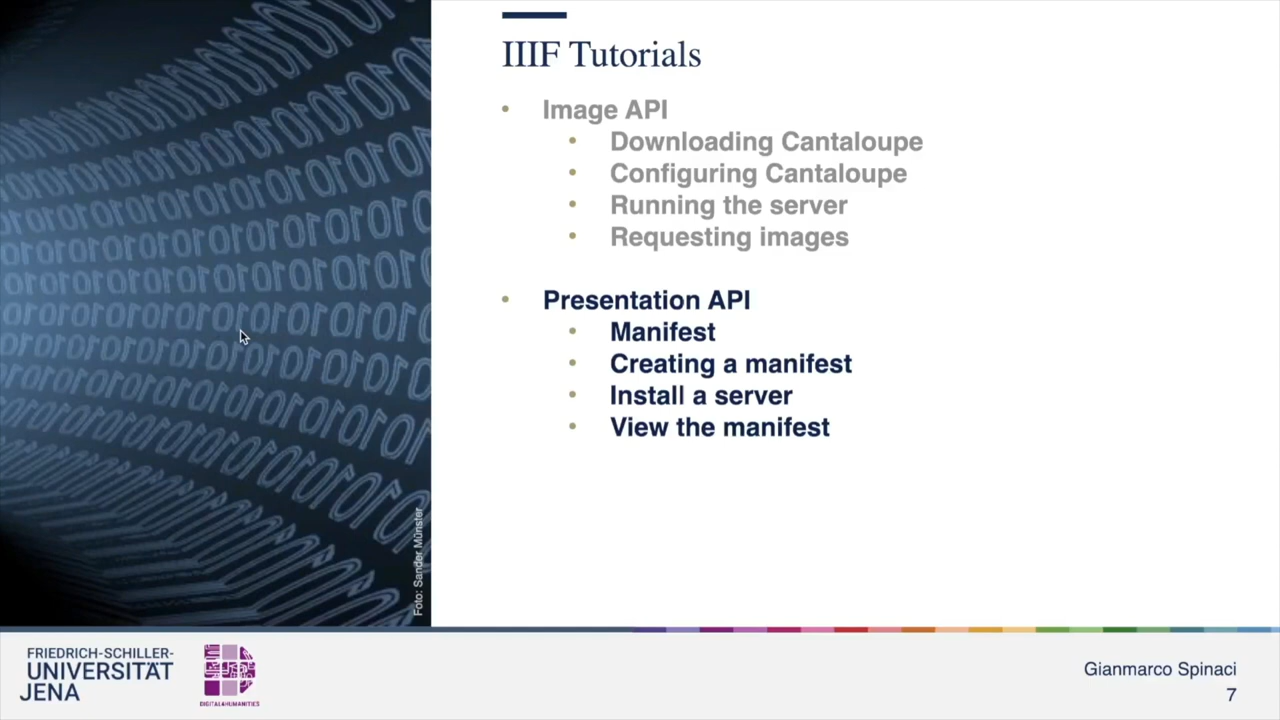 IIIF Tutorials
• Image API
• Downloading Cantaloupe
• Configuring Cantaloupe
• Running the server
• Requesting images
• Presentation API
• Manifest
• Creating a manifest
• Install a server
• View the manifest
Foto: Sander Münster
FRIEDRICH-SCHILLER-
UNIVERSITÄT
JENA
DIGITAL4HUMANITIES
Gianmarco Spinaci
7